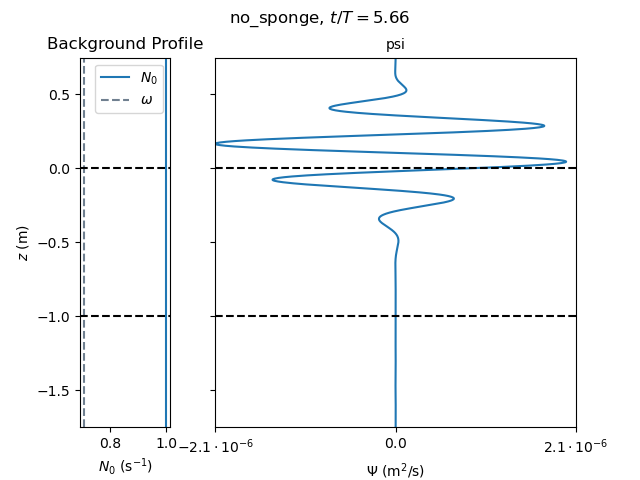 no_sponge, t/T = 5.66
Background Profile
psi
N₀
ω
0.5
0.0
−0.5
−1.0
−1.5
z (m)
0.8
1.0
N₀ (s⁻¹)
−2.1·10⁻⁶
0.0
2.1·10⁻⁶
Ψ (m²/s)